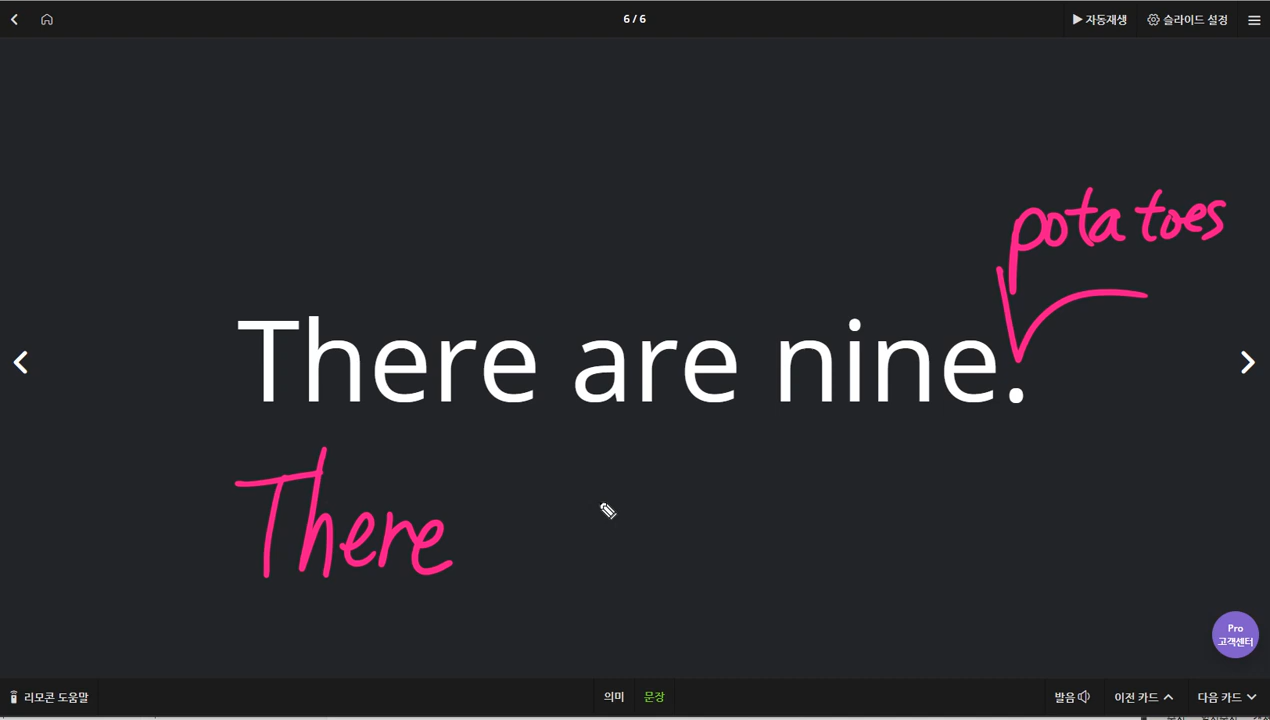 6 / 6
자동재생
슬라이드 설정
potatoes
There are nine.
There
Pro
고객센터
리모콘 도움말
의미
문장
발음
이전 카드
다음 카드